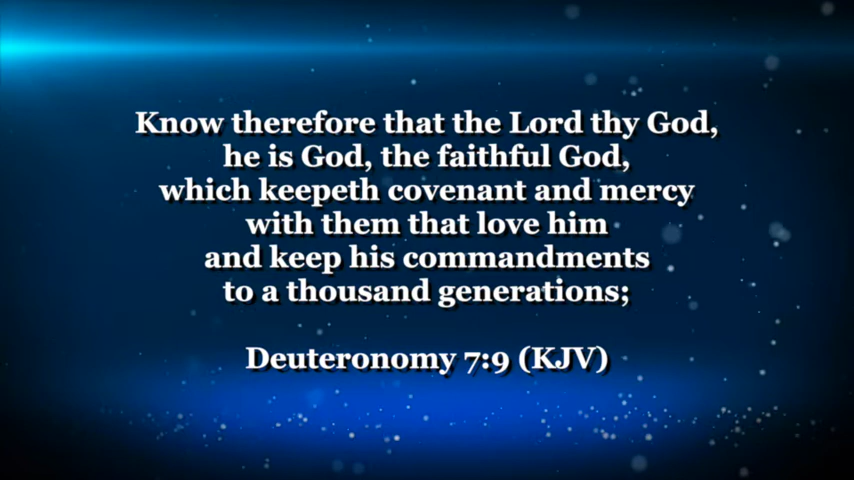 Know therefore that the Lord thy God,
he is God, the faithful God,
which keepeth covenant and mercy
with them that love him
and keep his commandments
to a thousand generations;
Deuteronomy 7:9 (KJV)